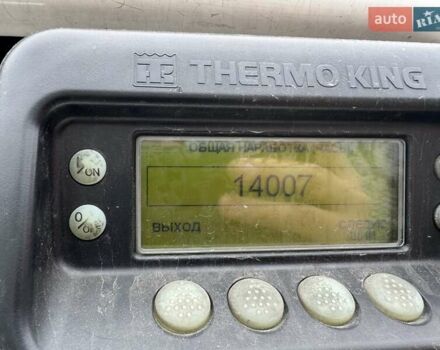 auto RIA
THERMO KING
I/ON
ОБЩАЯ НАРАБОТКА
14007
O/OFF
ВЫХОД